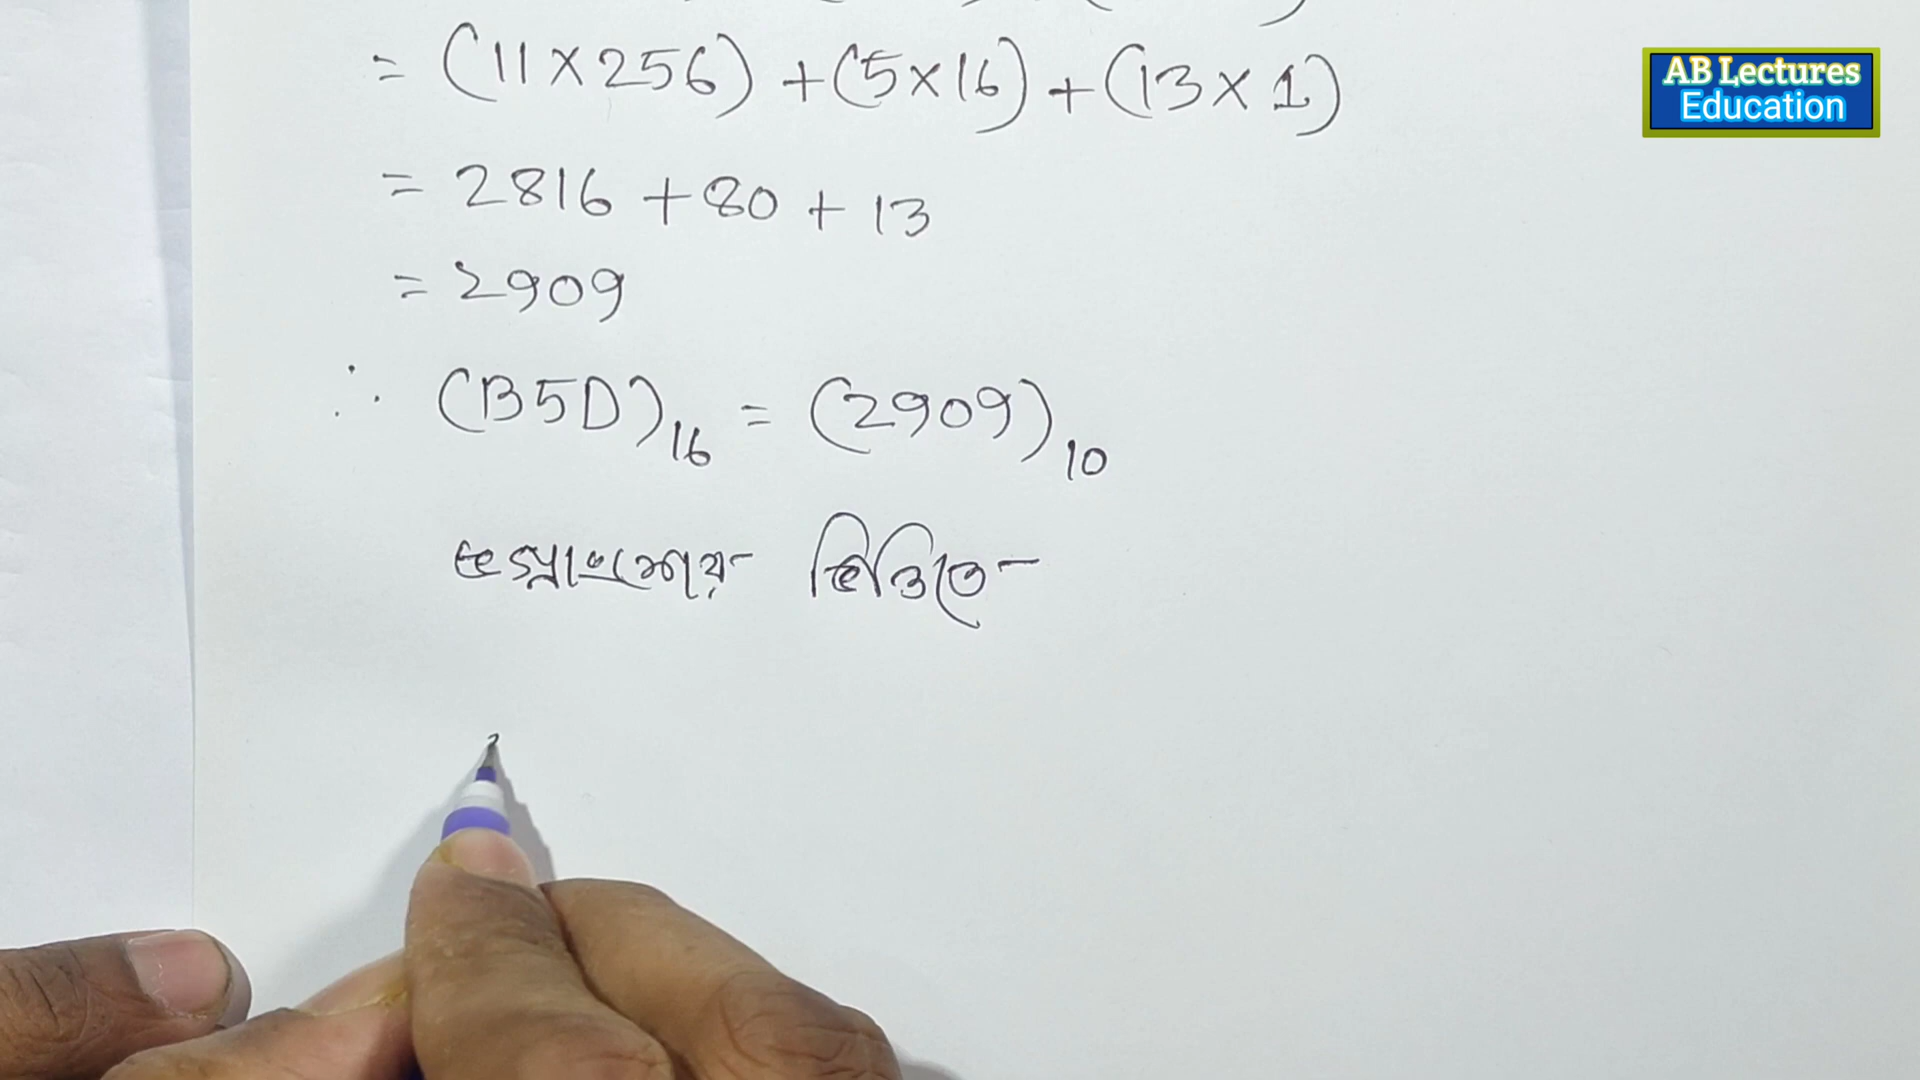 = (11×256) + (5×16) + (13×1)
AB Lectures
Education
= 2816 + 80 + 13
= 2909
∴ (B5D)₁₆ = (2909)₁₀
ভিত্তিতে